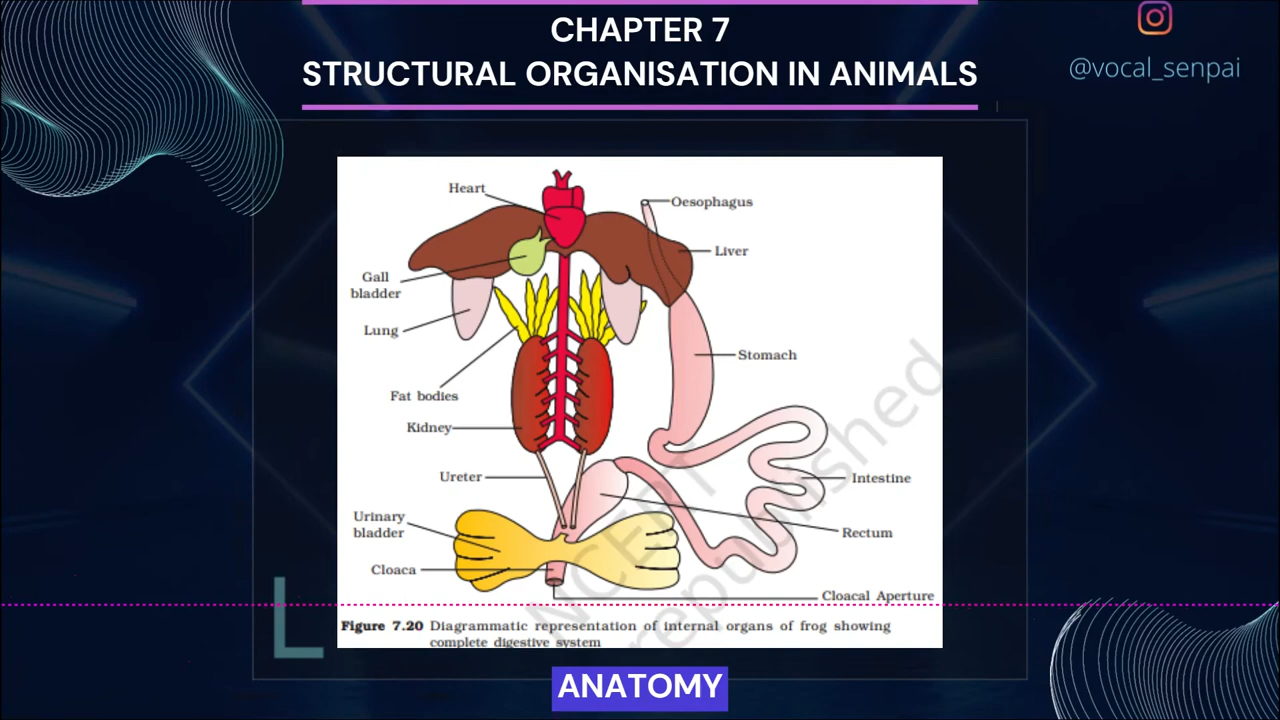 CHAPTER 7
STRUCTURAL ORGANISATION IN ANIMALS
@vocal_senpai
Heart
Oesophagus
Liver
Gall
bladder
Lung
Stomach
Fat bodies
Kidney
Ureter
Intestine
Urinary
bladder
Rectum
Cloaca
Cloacal Aperture
NCERT
republished
Figure 7.20 Diagrammatic representation of internal organs of frog showing
complete digestive system
ANATOMY